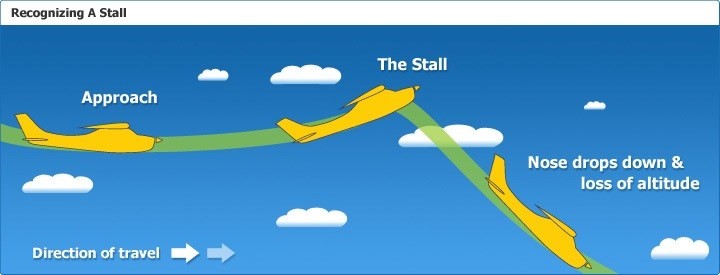 Recognizing A Stall
The Stall
Approach
Nose drops down &
loss of altitude
Direction of travel